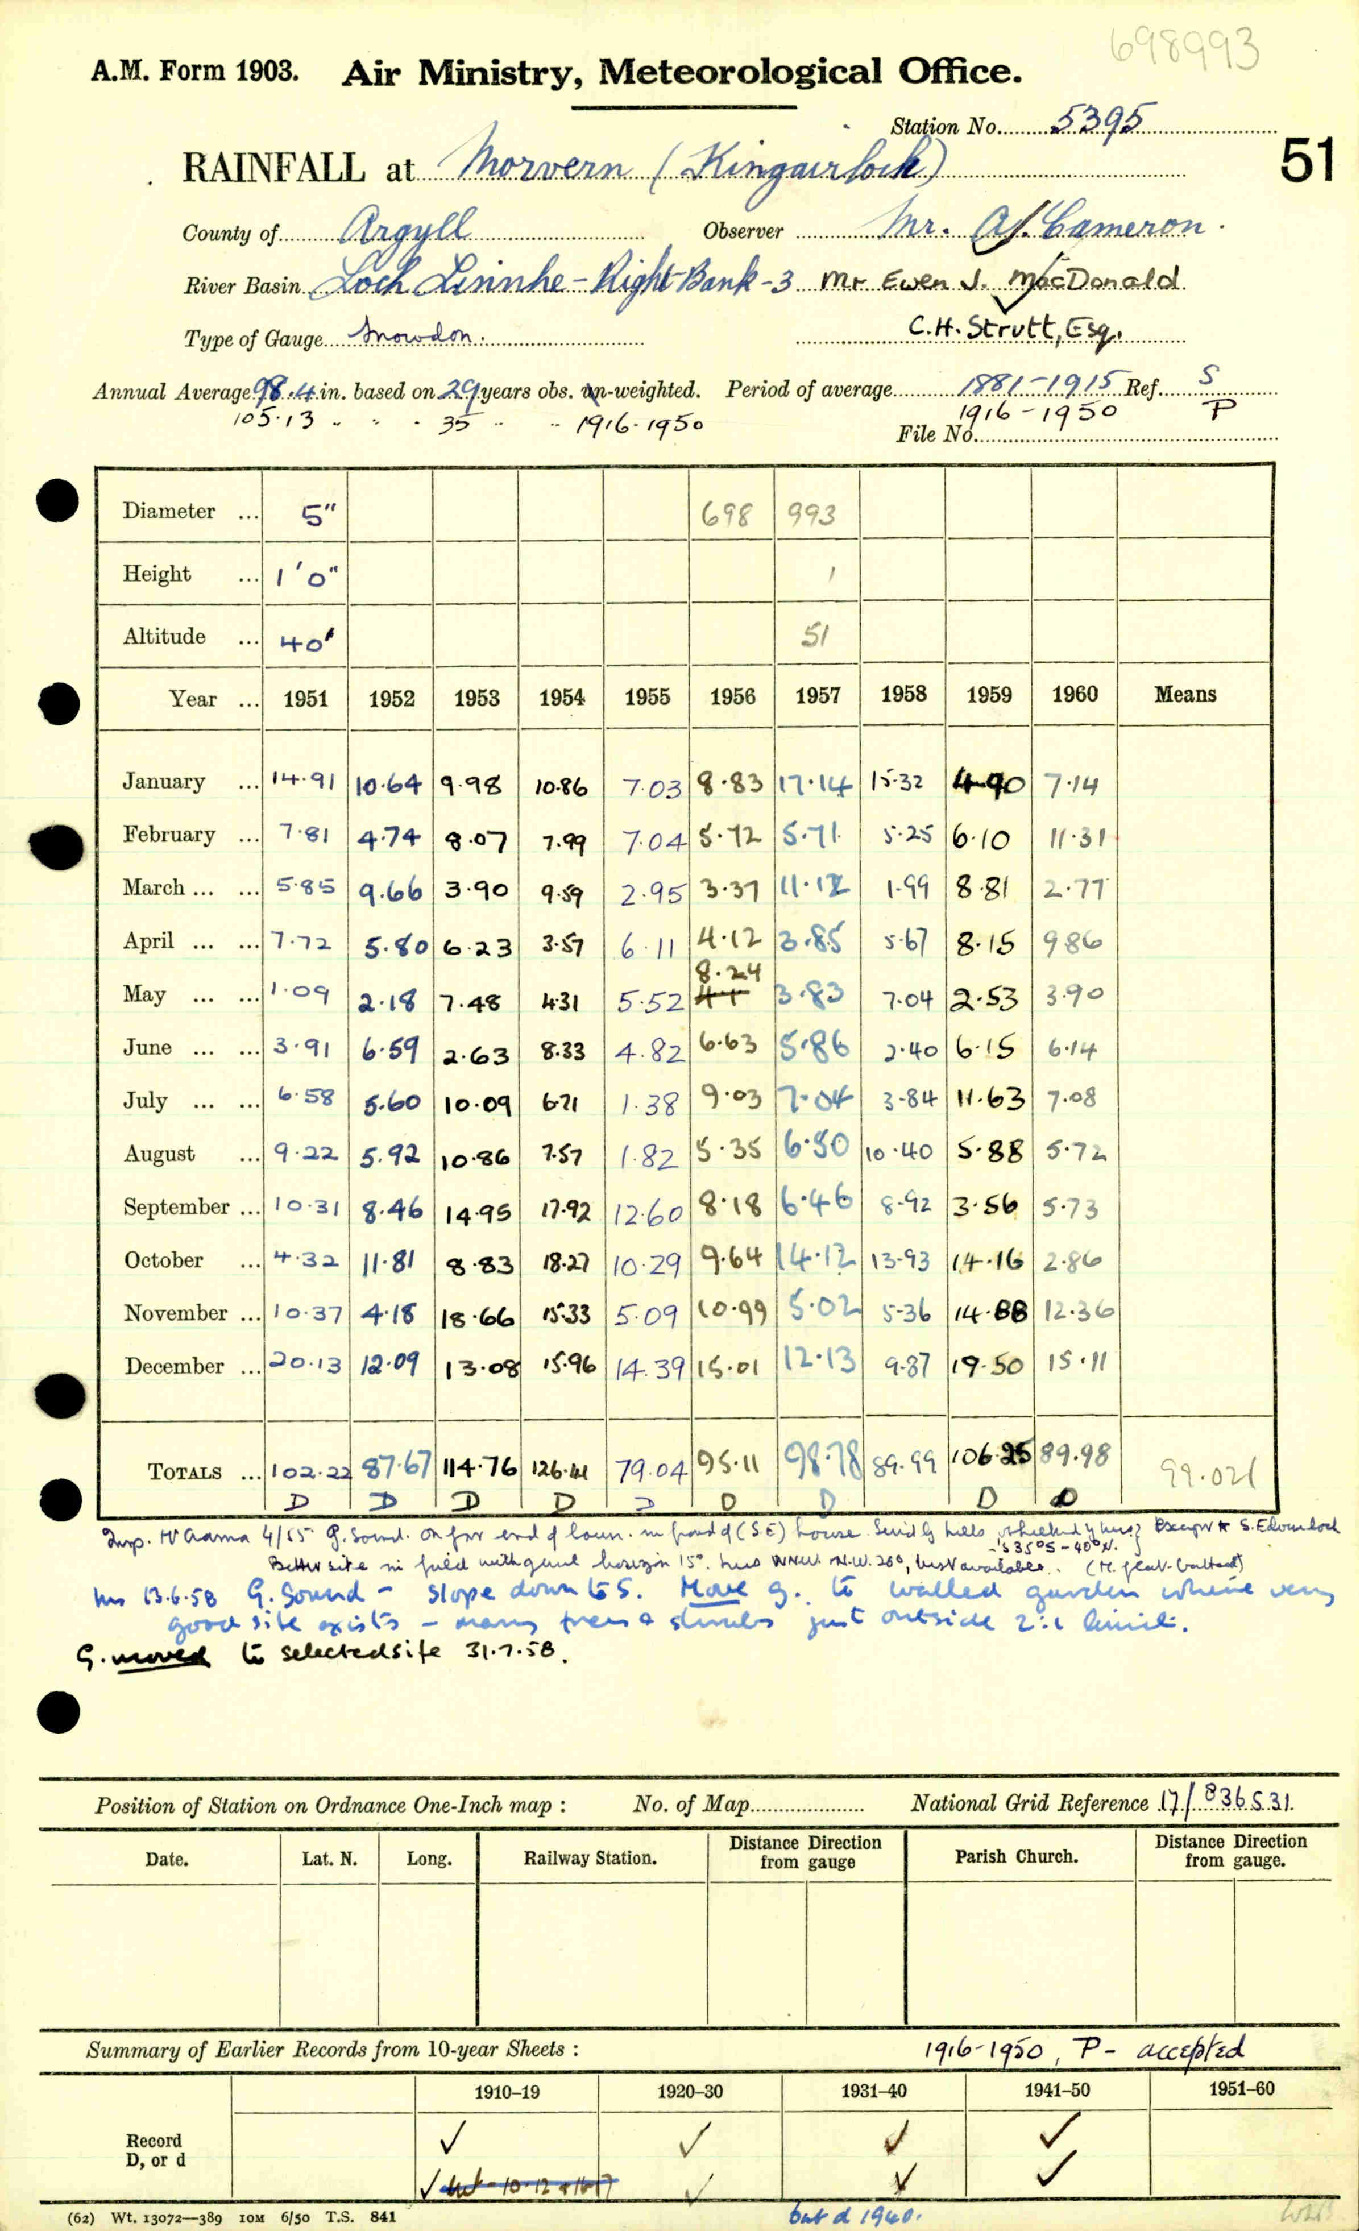 698993
A.M. Form 1903. Air Ministry, Meteorological Office.
Station No. 5395
51
RAINFALL at Morvern (Kingairloch)
County of Argyll Observer Mr. A. J. Cameron.
River Basin Loch Linnhe - Right Bank - 3 Mr Ewen J. MacDonald
Type of Gauge Snowdon. C.H. Strutt, Esq.
Annual Average 98.4 in. based on 29 years obs. un-weighted. Period of average 1881-1915 Ref. S
105.13 " " 35 " " 1916-1950 1916-1950 P
File No.
Diameter ... 5" 698 993
Height ... 1'0" 1
Altitude ... 40' 51
Year ... 1951 1952 1953 1954 1955 1956 1957 1958 1959 1960 Means
January ... 14.91 10.64 9.98 10.86 7.03 8.83 17.14 15.32 4.90 7.14
February ... 7.81 4.74 8.07 7.99 7.04 5.72 5.71 5.25 6.10 11.31
March ... ... 5.85 9.66 3.90 9.59 2.95 3.37 11.12 1.99 8.81 2.77
April ... ... 7.72 5.80 6.23 3.57 6.11 4.12 3.85 5.67 8.15 9.86
8.24
May ... ... 1.09 2.18 7.48 4.31 5.52 3.83 7.04 2.53 3.90
June ... ... 3.91 6.59 2.63 8.33 4.82 6.63 5.86 2.40 6.15 6.14
July ... ... 6.58 5.60 10.09 6.71 1.38 9.03 7.04 3.84 11.63 7.08
August ... 9.22 5.92 10.86 7.57 1.82 5.35 6.50 10.40 5.88 5.72
September ... 10.31 8.46 14.95 17.92 12.60 8.18 6.46 8.92 3.56 5.73
October ... 4.32 11.81 8.83 18.27 10.29 9.64 14.12 13.93 14.16 2.86
November ... 10.37 4.18 18.66 15.33 5.09 10.99 5.02 5.36 14.88 12.36
December ... 20.13 12.09 13.08 15.96 14.39 15.01 12.13 9.87 19.50 15.11
TOTALS ... 102.22 87.67 114.76 126.41 79.04 95.11 98.78 89.99 106.25 89.98 99.021
D D D D D D D D D
Insp. 4/55 G. Sound. On far end of lawn. in front of (S.E) house.
Better site in field with good horizon 15°. best available.
13.6.58 G. Sound - slope down to S. Move g. to walled garden where very
good site exists - many trees & shrubs just outside 2:1 limit.
G. moved to selected site 31.7.58.
Position of Station on Ordnance One-Inch map : No. of Map National Grid Reference 17/836531
Date. Lat. N. Long. Railway Station. Distance Direction from gauge Parish Church. Distance Direction from gauge.
Summary of Earlier Records from 10-year Sheets : 1916-1950, P - accepted
1910-19 1920-30 1931-40 1941-50 1951-60
Record ✓ ✓ ✓ ✓
D, or d ✓ ✓ ✓ ✓
(62) Wt. 13072—389 10M 6/50 T.S. 841 but d 1940.